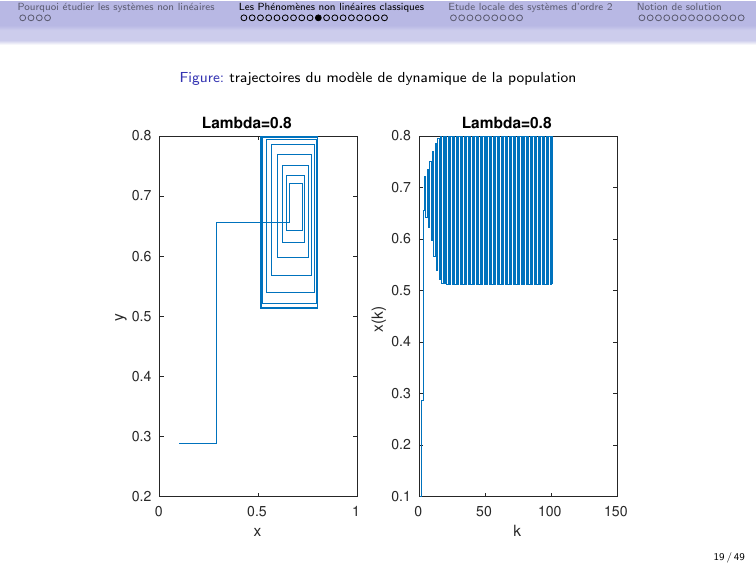 Pourquoi étudier les systèmes non linéaires Les Phénomènes non linéaires classiques Etude locale des systèmes d'ordre 2 Notion de solution
Figure: trajectoires du modèle de dynamique de la population
Lambda=0.8
0.8
0.7
0.6
0.5
0.4
0.3
0.2
y
0 0.5 1
x
Lambda=0.8
0.8
0.7
0.6
0.5
0.4
0.3
0.2
0.1
x(k)
0 50 100 150
k
19 / 49